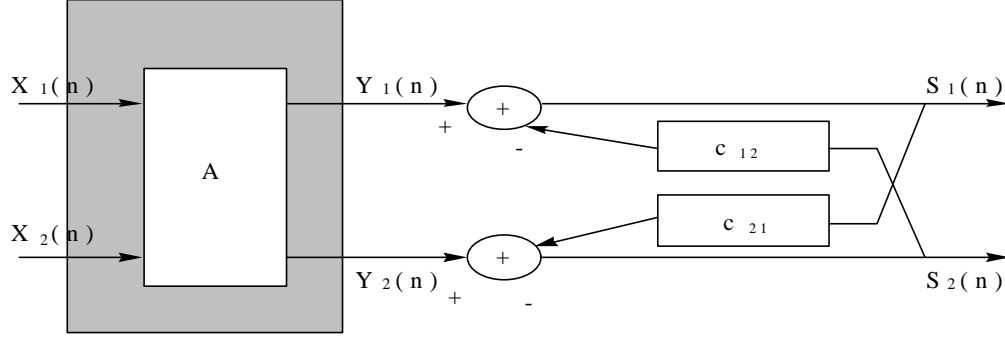 X 1(n)
Y 1(n)
S 1(n)
+
+
-
c 12
A
c 21
X 2(n)
+
Y 2(n)
S 2(n)
+
-